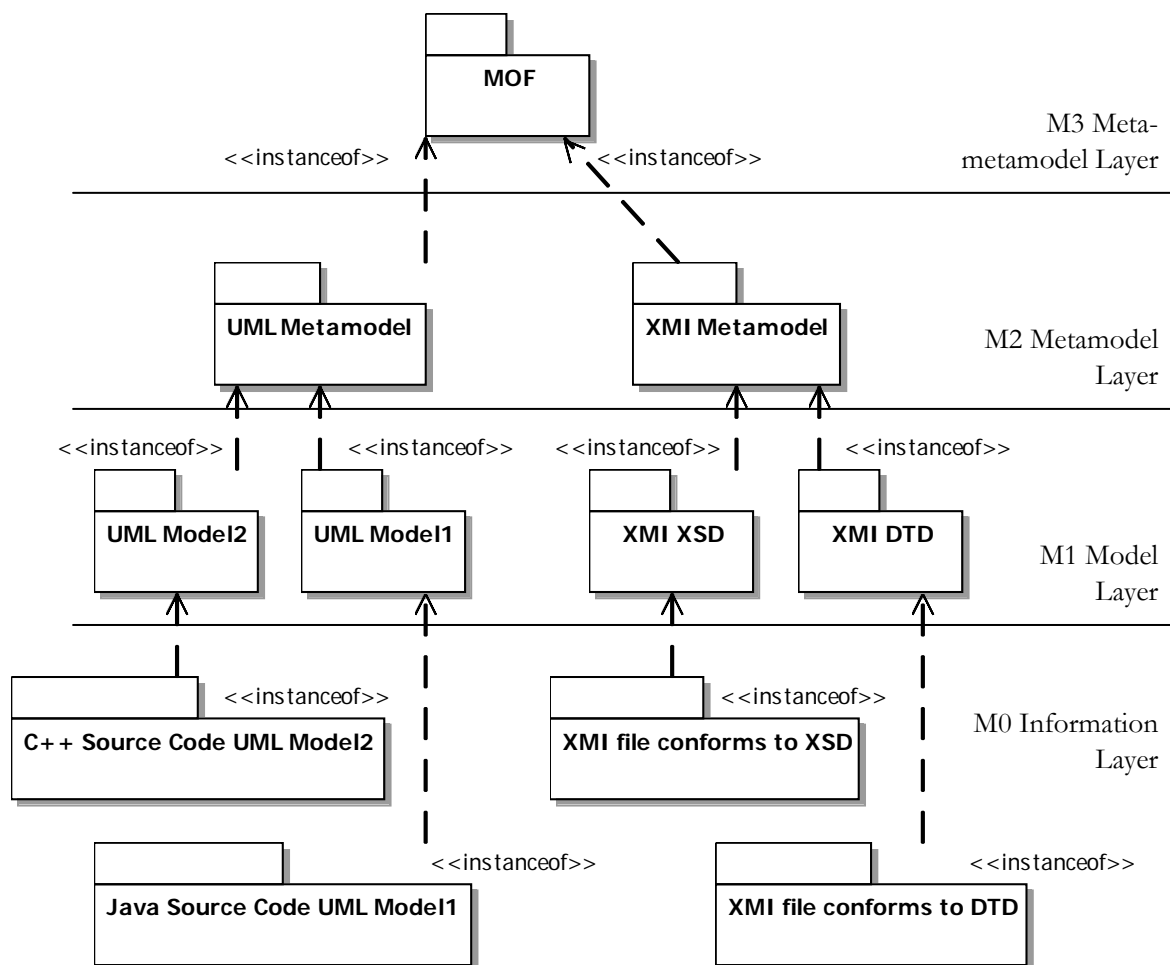 MOF
M3 Meta-
metamodel Layer
<<instanceof>>
<<instanceof>>
UML Metamodel
XMI Metamodel
M2 Metamodel
Layer
<<instanceof>>
<<instanceof>>
<<instanceof>>
<<instanceof>>
UML Model2
UML Model1
XMI XSD
XMI DTD
M1 Model
Layer
<<instanceof>>
<<instanceof>>
C++ Source Code UML Model2
XMI file conforms to XSD
M0 Information
Layer
<<instanceof>>
<<instanceof>>
Java Source Code UML Model1
XMI file conforms to DTD